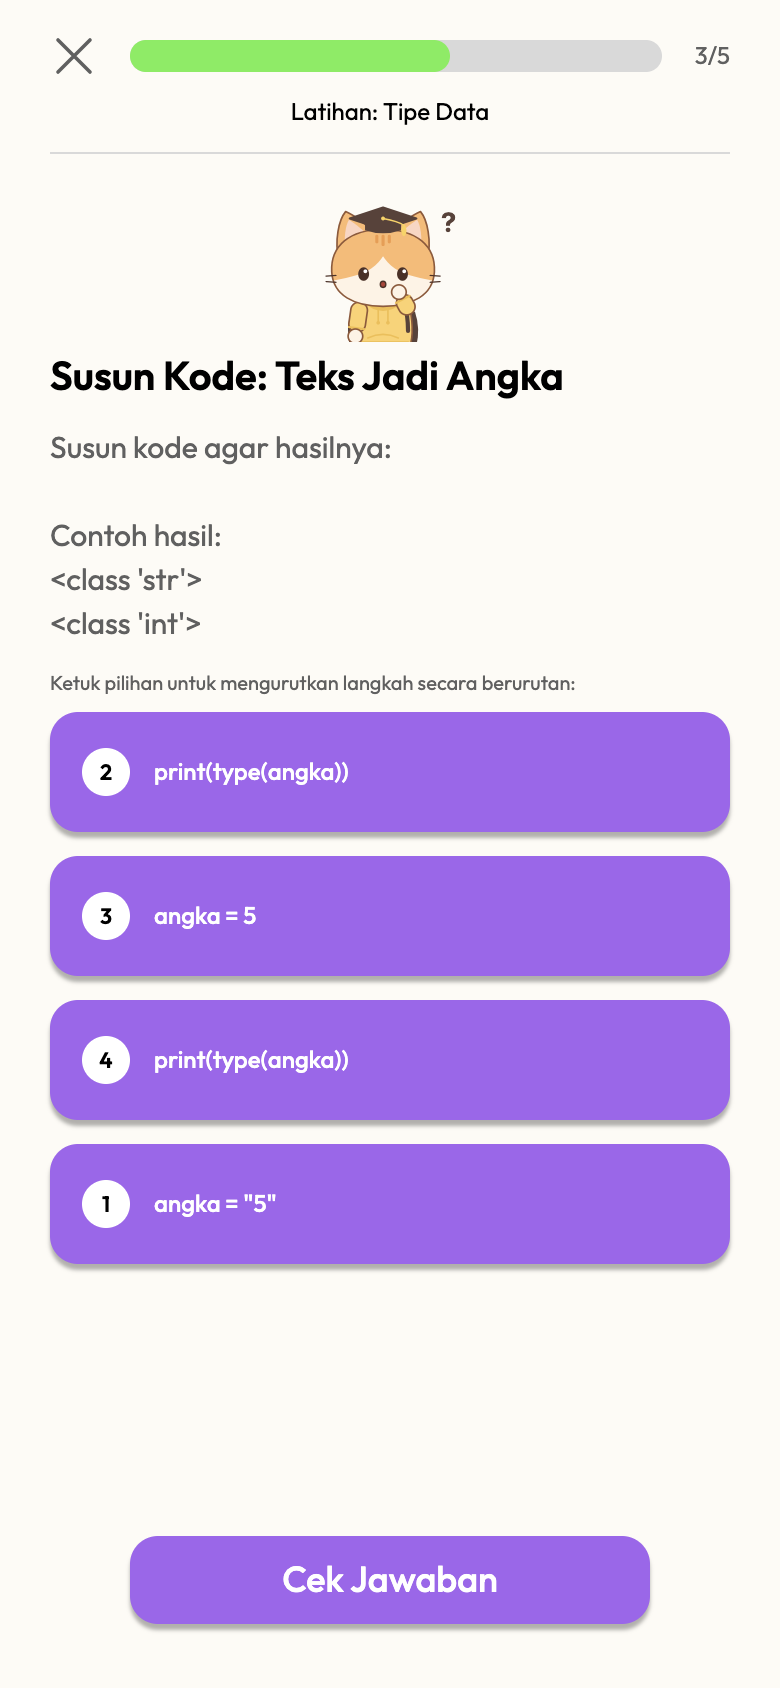 3/5
Latihan: Tipe Data
?
Susun Kode: Teks Jadi Angka
Susun kode agar hasilnya:
Contoh hasil:
<class 'str'>
<class 'int'>
Ketuk pilihan untuk mengurutkan langkah secara berurutan:
2 print(type(angka))
3 angka = 5
4 print(type(angka))
1 angka = "5"
Cek Jawaban